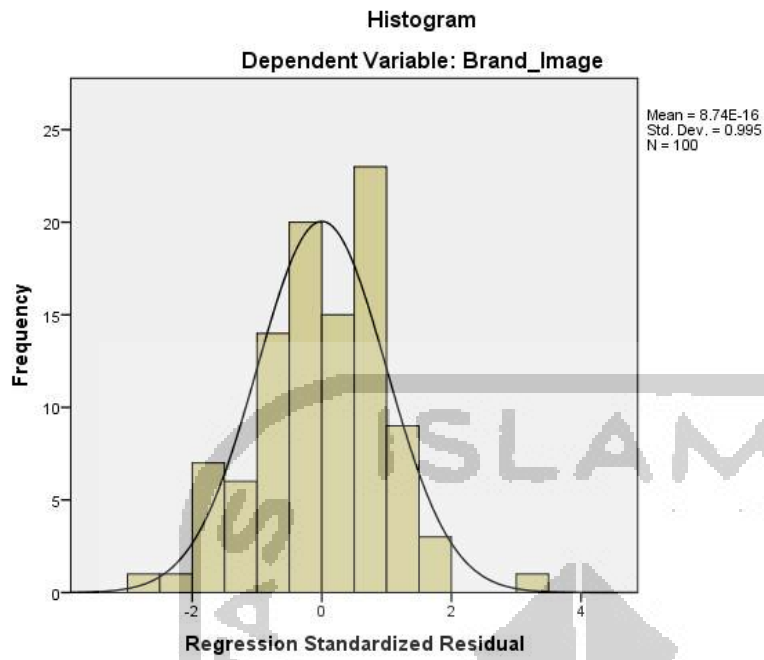 Histogram
Dependent Variable: Brand_Image
Mean = 8.74E-16
Std. Dev. = 0.995
N = 100
Frequency
25
20
15
10
5
0
-2
0
2
4
Regression Standardized Residual
ISLAM
AS